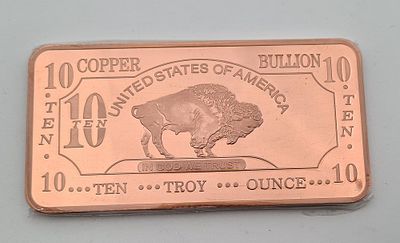 10 COPPER BULLION 10
UNITED STATES OF AMERICA
10
TEN
· TEN ·
· TEN ·
IN GOD WE TRUST
10 ... TEN ... TROY ... OUNCE ... 10